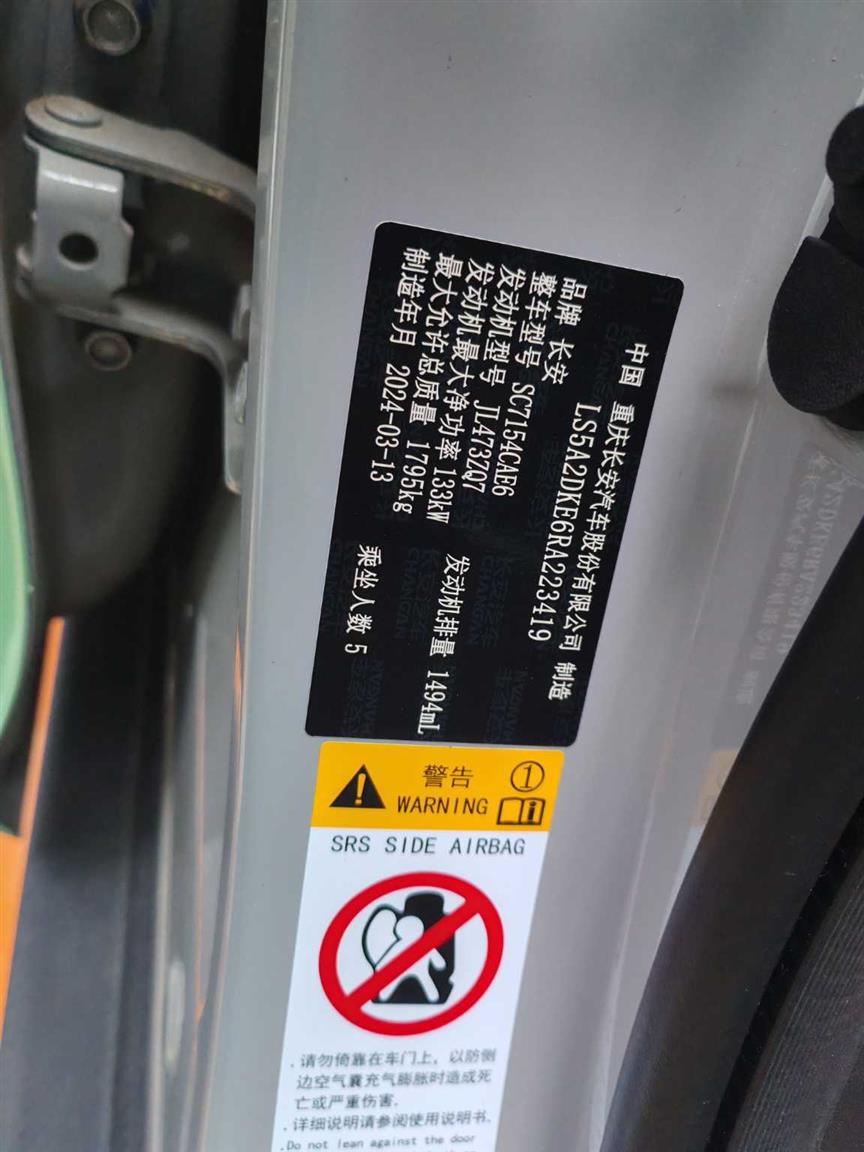 中国 重庆长安汽车股份有限公司 制造
LS5A2DKE6RA223419
品牌 长安
整车型号 SC7154CAE6
发动机型号 JL473ZQ7
发动机最大净功率 133kW 发动机排量 1494mL
最大允许总质量 1795kg
制造年月 2024-03-13 乘坐人数 5
警告 ①
WARNING
SRS SIDE AIRBAG
.请勿倚靠在车门上，以防侧
边空气囊充气膨胀时造成死
亡或严重伤害.
.详细说明请参阅使用说明书.
.Do not lean against the door